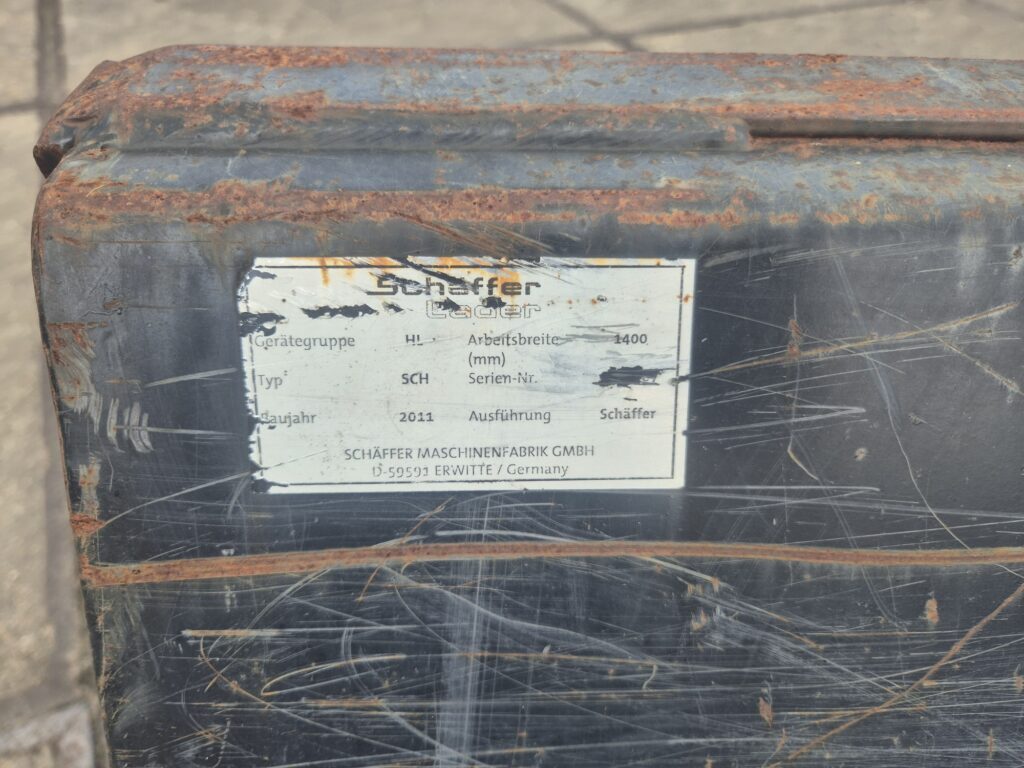 Schäffer
Lader
Gerätegruppe HL Arbeitsbreite 1400
(mm)
Typ SCH Serien-Nr.
Baujahr 2011 Ausführung Schäffer
SCHÄFFER MASCHINENFABRIK GMBH
D-59591 ERWITTE / Germany